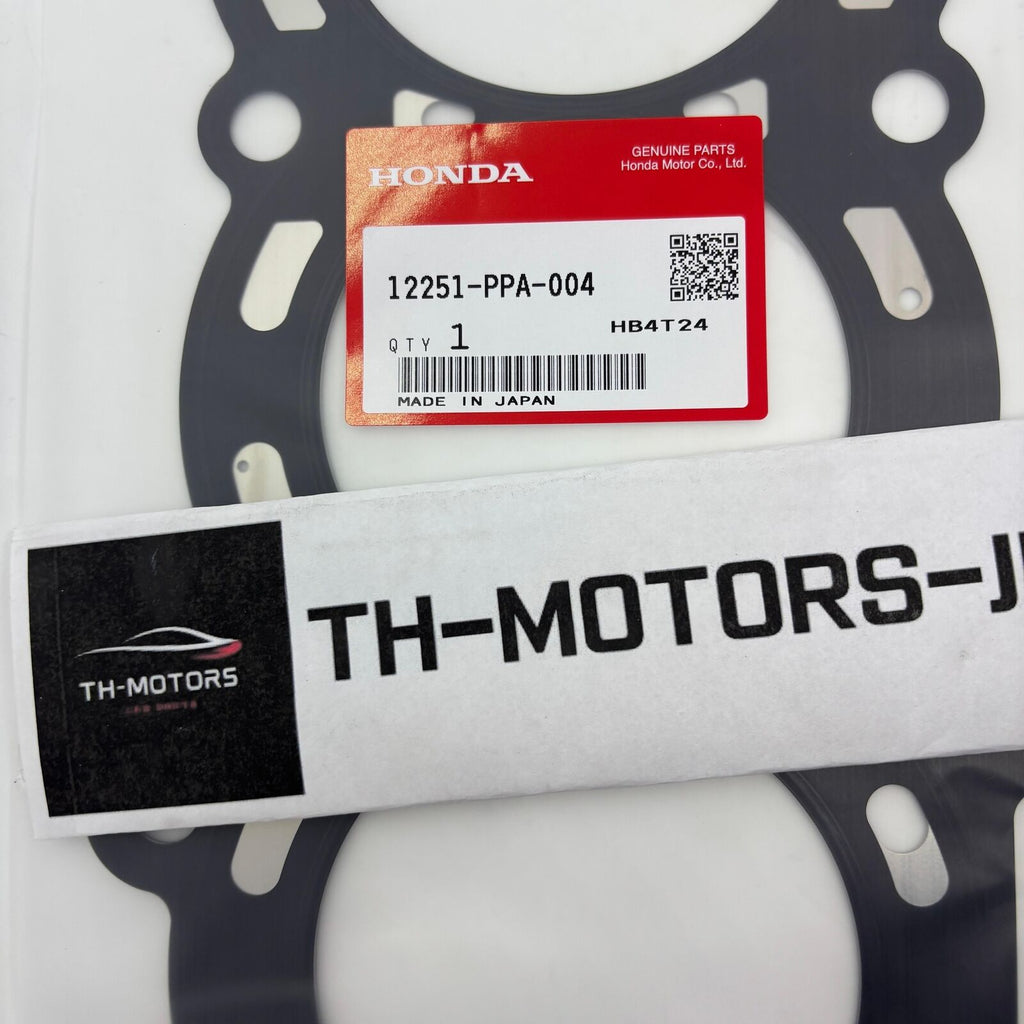 HONDA
GENUINE PARTS
Honda Motor Co., Ltd.
12251-PPA-004
HB4T24
QTY 1
MADE IN JAPAN
TH-MOTORS-J
TH-MOTORS